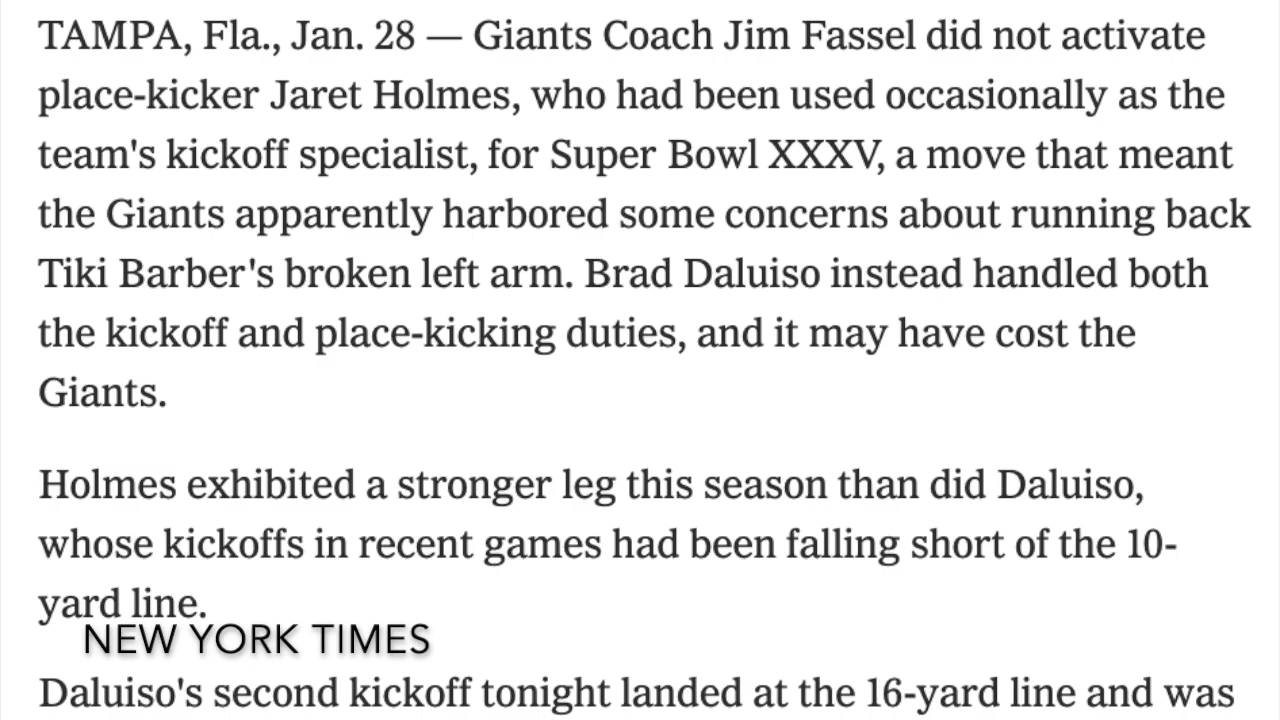 TAMPA, Fla., Jan. 28 — Giants Coach Jim Fassel did not activate
place-kicker Jaret Holmes, who had been used occasionally as the
team's kickoff specialist, for Super Bowl XXXV, a move that meant
the Giants apparently harbored some concerns about running back
Tiki Barber's broken left arm. Brad Daluiso instead handled both
the kickoff and place-kicking duties, and it may have cost the
Giants.
Holmes exhibited a stronger leg this season than did Daluiso,
whose kickoffs in recent games had been falling short of the 10-
yard line.
NEW YORK TIMES
Daluiso's second kickoff tonight landed at the 16-yard line and was